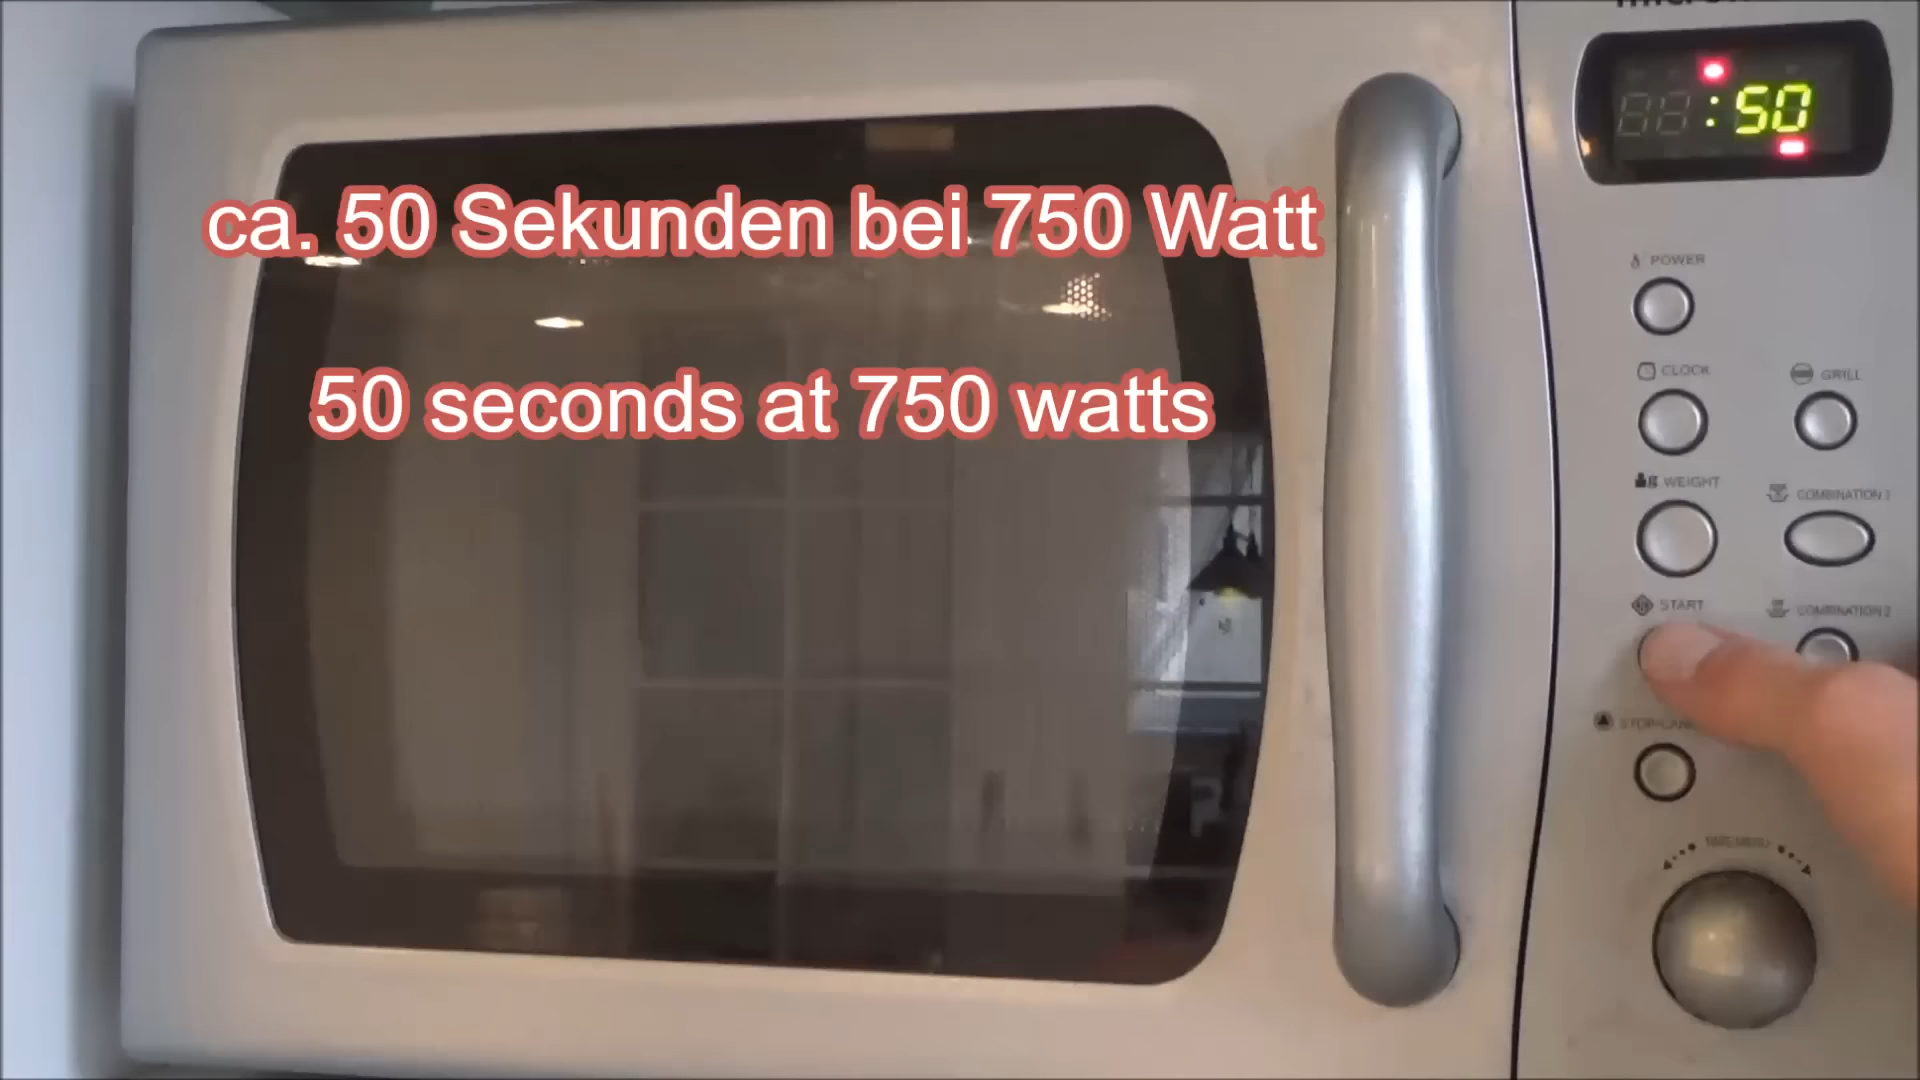 :50
ca. 50 Sekunden bei 750 Watt
50 seconds at 750 watts
POWER
CLOCK
GRILL
WEIGHT
COMBINATION 1
START
COMBINATION 2